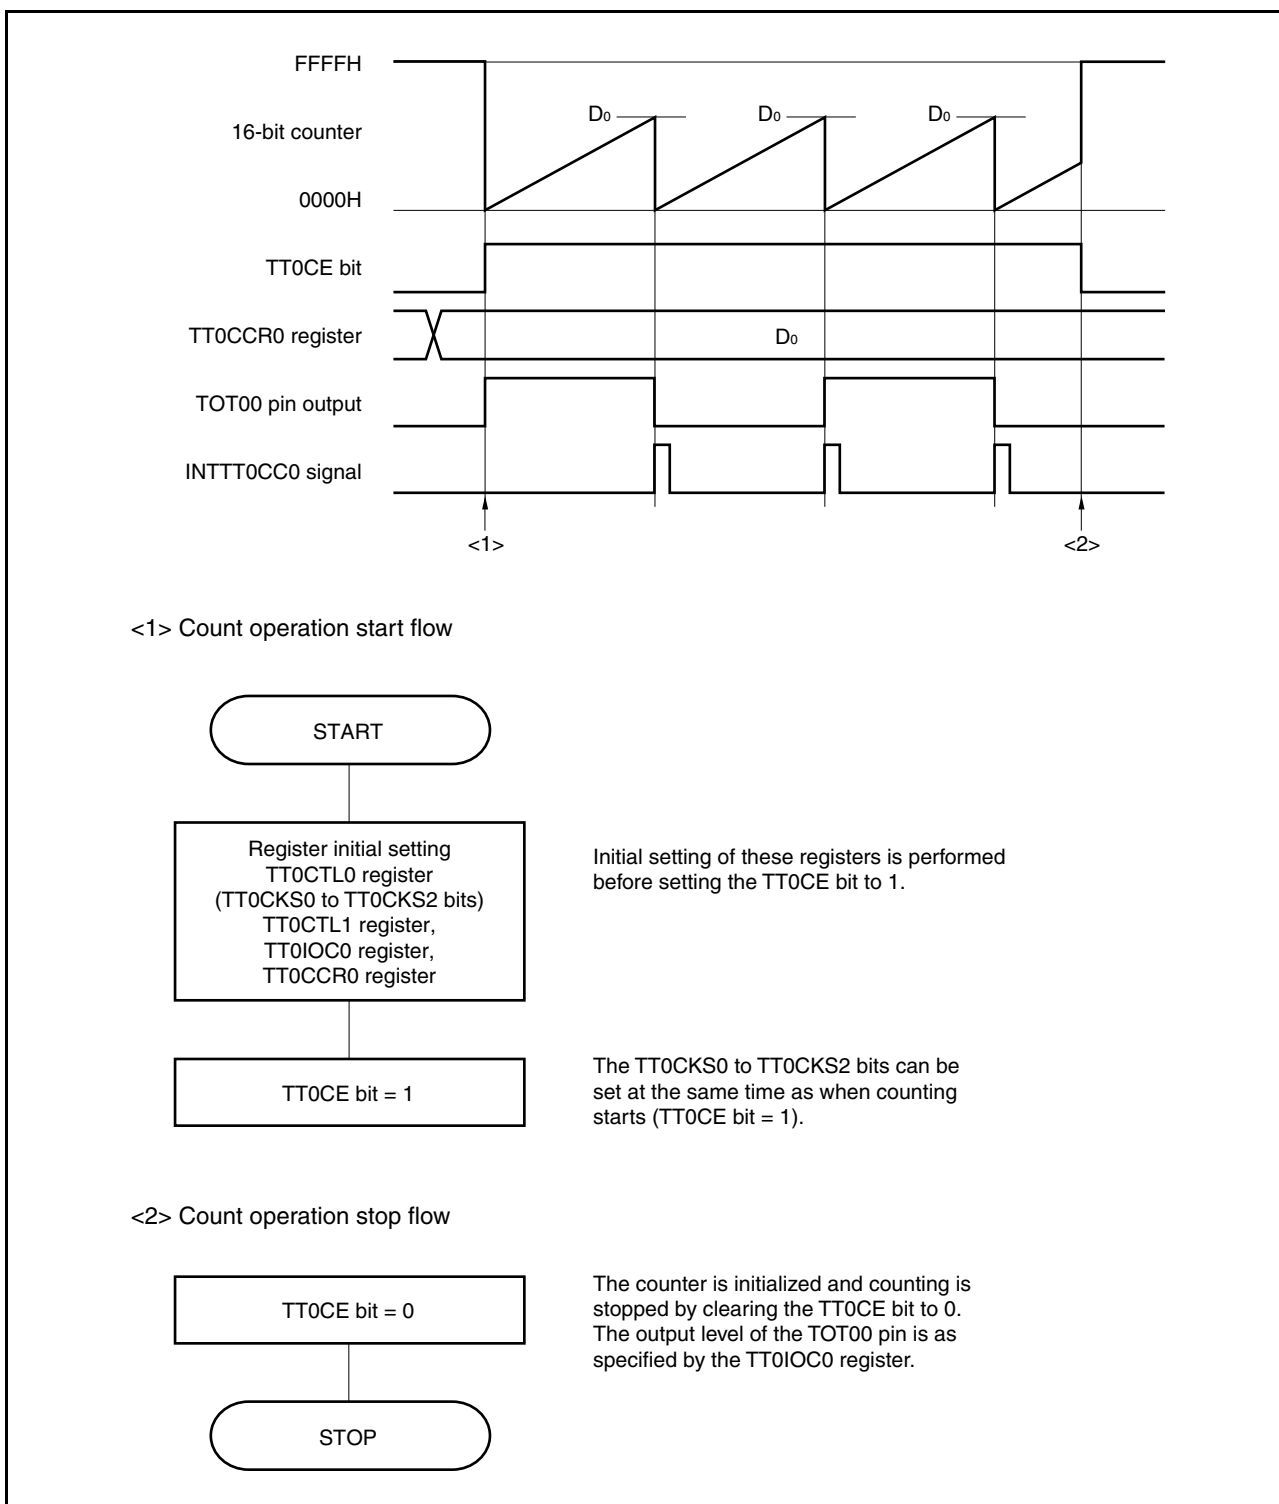 FFFFH
D0 D0 D0
16-bit counter
0000H
TT0CE bit
TT0CCR0 register D0
TOT00 pin output
INTTT0CC0 signal
<1> <2>
<1> Count operation start flow
START
Register initial setting
TT0CTL0 register
(TT0CKS0 to TT0CKS2 bits)
TT0CTL1 register,
TT0IOC0 register,
TT0CCR0 register
Initial setting of these registers is performed
before setting the TT0CE bit to 1.
TT0CE bit = 1
The TT0CKS0 to TT0CKS2 bits can be
set at the same time as when counting
starts (TT0CE bit = 1).
<2> Count operation stop flow
TT0CE bit = 0
The counter is initialized and counting is
stopped by clearing the TT0CE bit to 0.
The output level of the TOT00 pin is as
specified by the TT0IOC0 register.
STOP